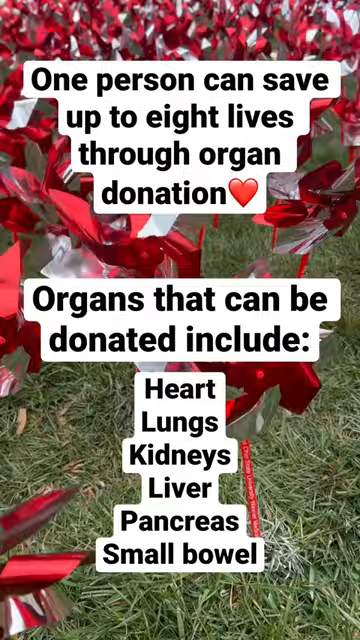 One person can save
up to eight lives
through organ
donation❤️
Organs that can be
donated include:
Heart
Lungs
Kidneys
Liver
Pancreas
Small bowel